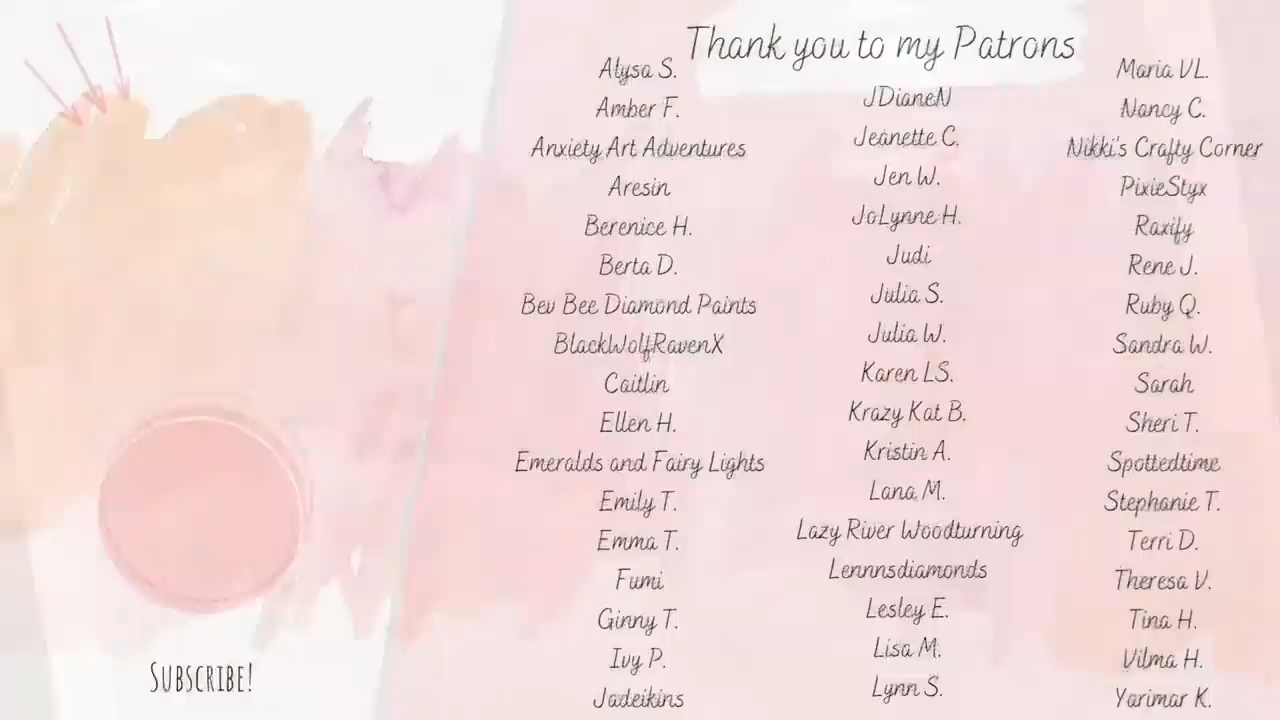 Thank you to my Patrons
Alysa S.
Amber F.
Anxiety Art Adventures
Aresin
Berenice H.
Berta D.
Bev Bee Diamond Paints
BlackWolfRavenX
Caitlin
Ellen H.
Emeralds and Fairy Lights
Emily T.
Emma T.
Fumi
Ginny T.
Ivy P.
Jadeikins
JDianeN
Jeanette C.
Jen W.
JoLynne H.
Judi
Julia S.
Julia W.
Karen LS.
Krazy Kat B.
Kristin A.
Lana M.
Lazy River Woodturning
Lennnsdiamonds
Lesley E.
Lisa M.
Lynn S.
Maria VL.
Nancy C.
Nikki's Crafty Corner
PixieStyx
Raxify
Rene J.
Ruby Q.
Sandra W.
Sarah
Sheri T.
Spottedtime
Stephanie T.
Terri D.
Theresa V.
Tina H.
Vilma H.
Yarimar K.
SUBSCRIBE!